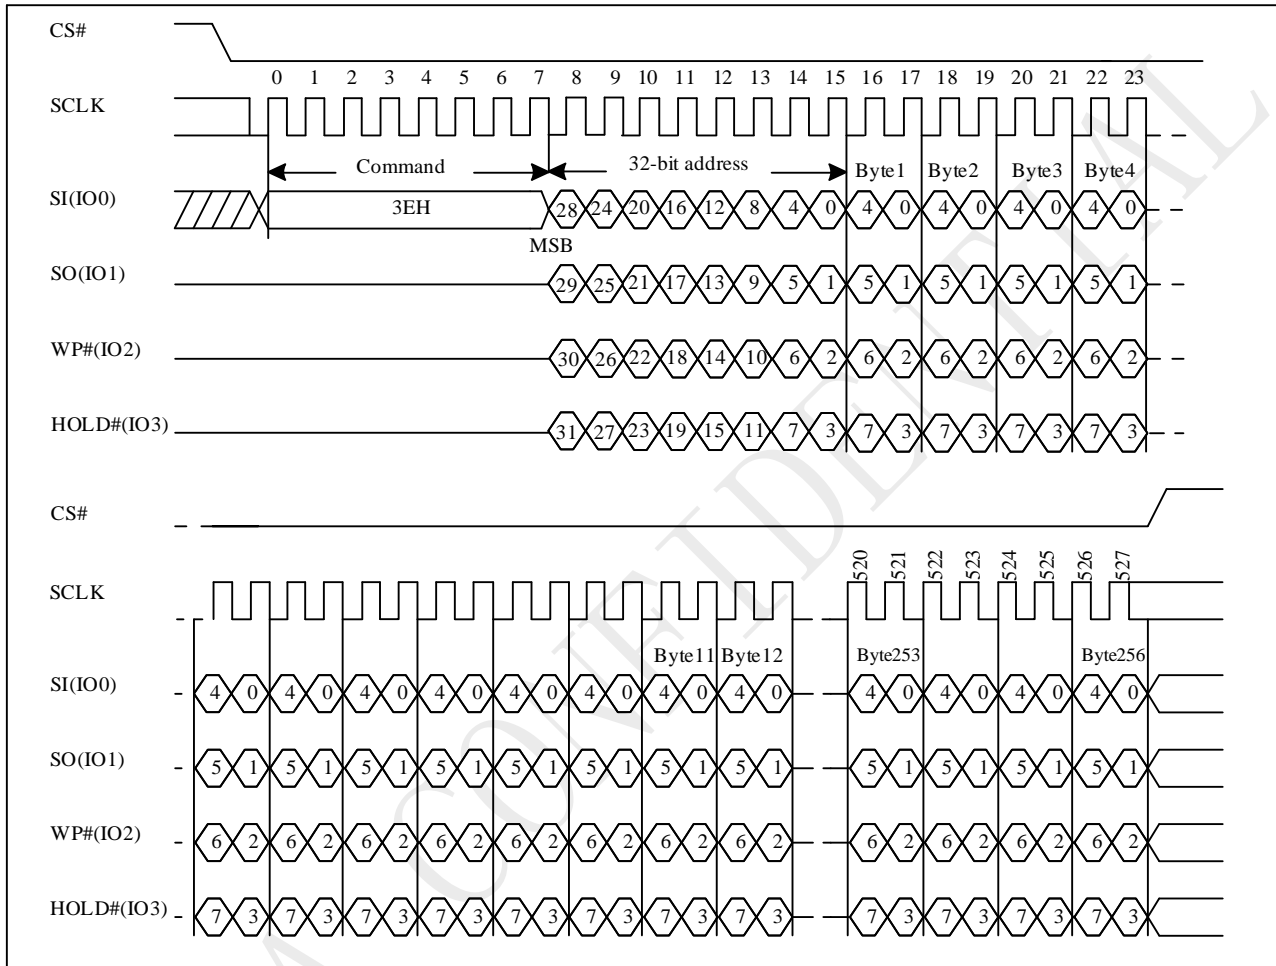 CS#
0 1 2 3 4 5 6 7 8 9 10 11 12 13 14 15 16 17 18 19 20 21 22 23
SCLK
Command 32-bit address Byte1 Byte2 Byte3 Byte4
SI(IO0) 3EH 28 24 20 16 12 8 4 0 4 0 4 0 4 0 4 0
MSB
SO(IO1) 29 25 21 17 13 9 5 1 5 1 5 1 5 1 5 1
WP#(IO2) 30 26 22 18 14 10 6 2 6 2 6 2 6 2 6 2
HOLD#(IO3) 31 27 23 19 15 11 7 3 7 3 7 3 7 3 7 3
CS#
520 521 522 523 524 525 526 527
SCLK
Byte11 Byte12 Byte253 Byte256
SI(IO0) 4 0 4 0 4 0 4 0 4 0 4 0 4 0 4 0 4 0 4 0 4 0 4 0
SO(IO1) 5 1 5 1 5 1 5 1 5 1 5 1 5 1 5 1 5 1 5 1 5 1 5 1
WP#(IO2) 6 2 6 2 6 2 6 2 6 2 6 2 6 2 6 2 6 2 6 2 6 2 6 2
HOLD#(IO3) 7 3 7 3 7 3 7 3 7 3 7 3 7 3 7 3 7 3 7 3 7 3 7 3
CONFIDENTIAL